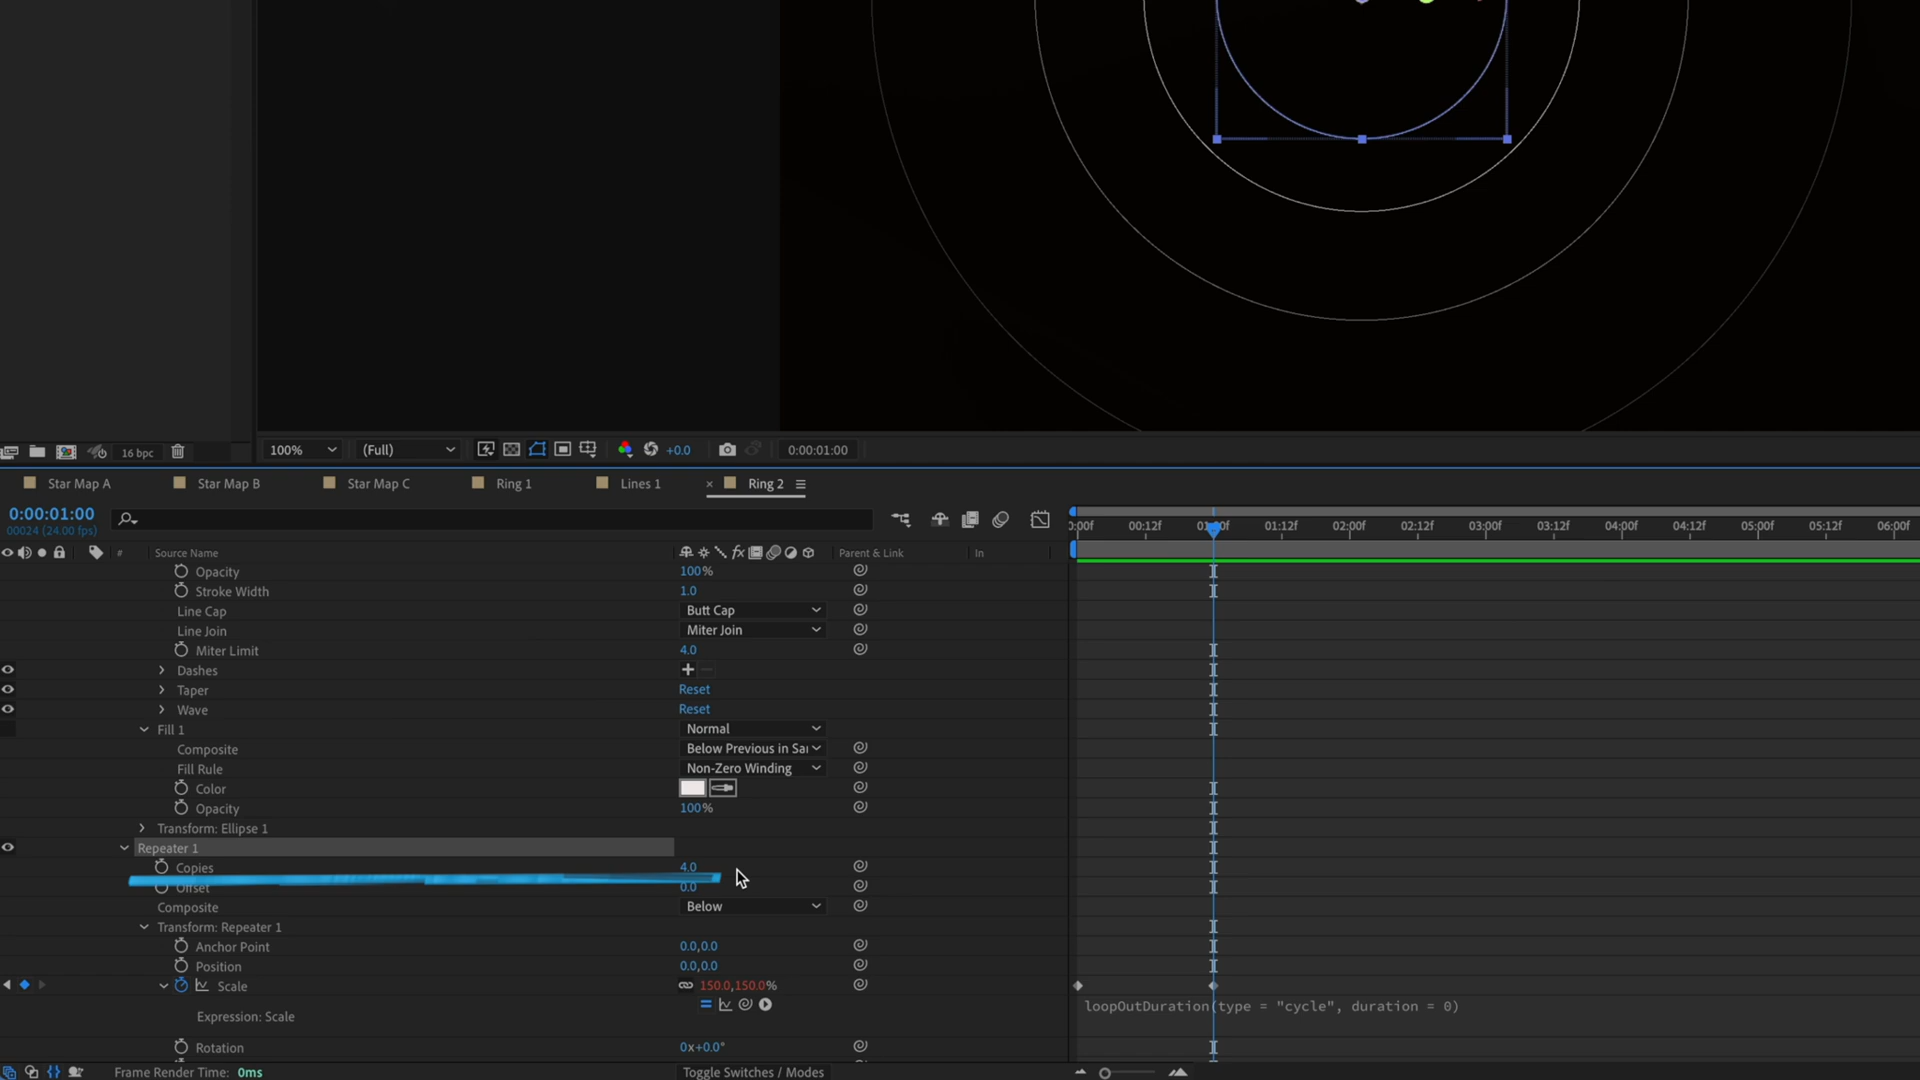 16 bpc
100%
(Full)
+0.0
0:00:01:00
Star Map A
Star Map B
Star Map C
Ring 1
Lines 1
× Ring 2
0:00:01:00
00024 (24.00 fps)
# Source Name
fx
Parent & Link
In
0:00f 00:12f 01:00f 01:12f 02:00f 02:12f 03:00f 03:12f 04:00f 04:12f 05:00f 05:12f 06:00f
Opacity 100%
Stroke Width 1.0
Line Cap Butt Cap
Line Join Miter Join
Miter Limit 4.0
Dashes + −
Taper Reset
Wave Reset
Fill 1 Normal
Composite Below Previous in Sa
Fill Rule Non-Zero Winding
Color
Opacity 100%
Transform: Ellipse 1
Repeater 1
Copies 4.0
Offset 0.0
Composite Below
Transform: Repeater 1
Anchor Point 0.0,0.0
Position 0.0,0.0
Scale 150.0,150.0%
Expression: Scale
loopOutDuration(type = "cycle", duration = 0)
Rotation 0x+0.0°
Frame Render Time: 0ms
Toggle Switches / Modes